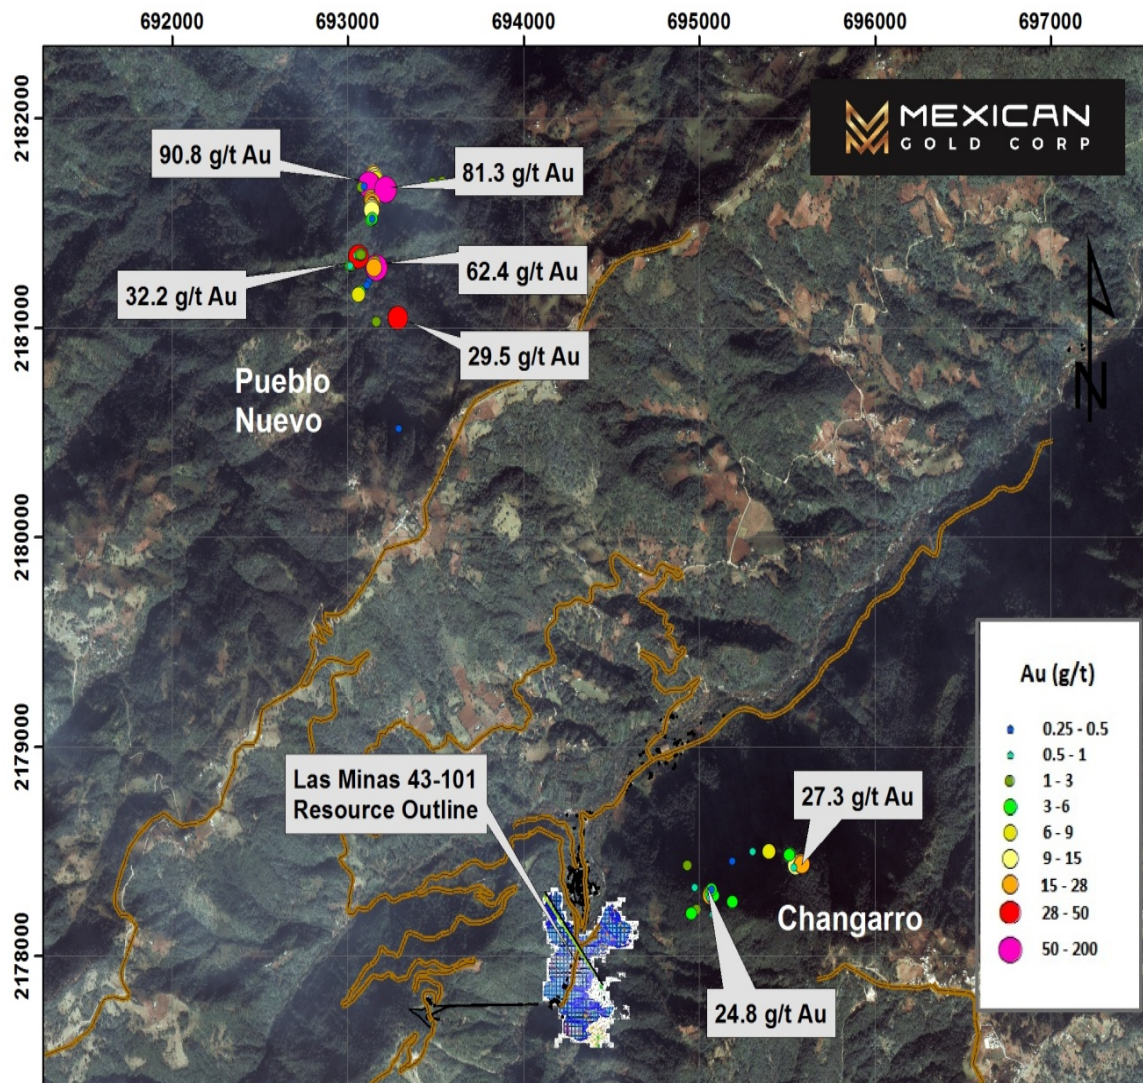 692000
693000
694000
695000
696000
697000
2182000
2181000
2180000
2179000
2178000
MEXICAN
GOLD CORP
90.8 g/t Au
81.3 g/t Au
32.2 g/t Au
62.4 g/t Au
29.5 g/t Au
Pueblo
Nuevo
N
Las Minas 43-101
Resource Outline
27.3 g/t Au
Changarro
24.8 g/t Au
Au (g/t)
0.25 - 0.5
0.5 - 1
1 - 3
3 - 6
6 - 9
9 - 15
15 - 28
28 - 50
50 - 200